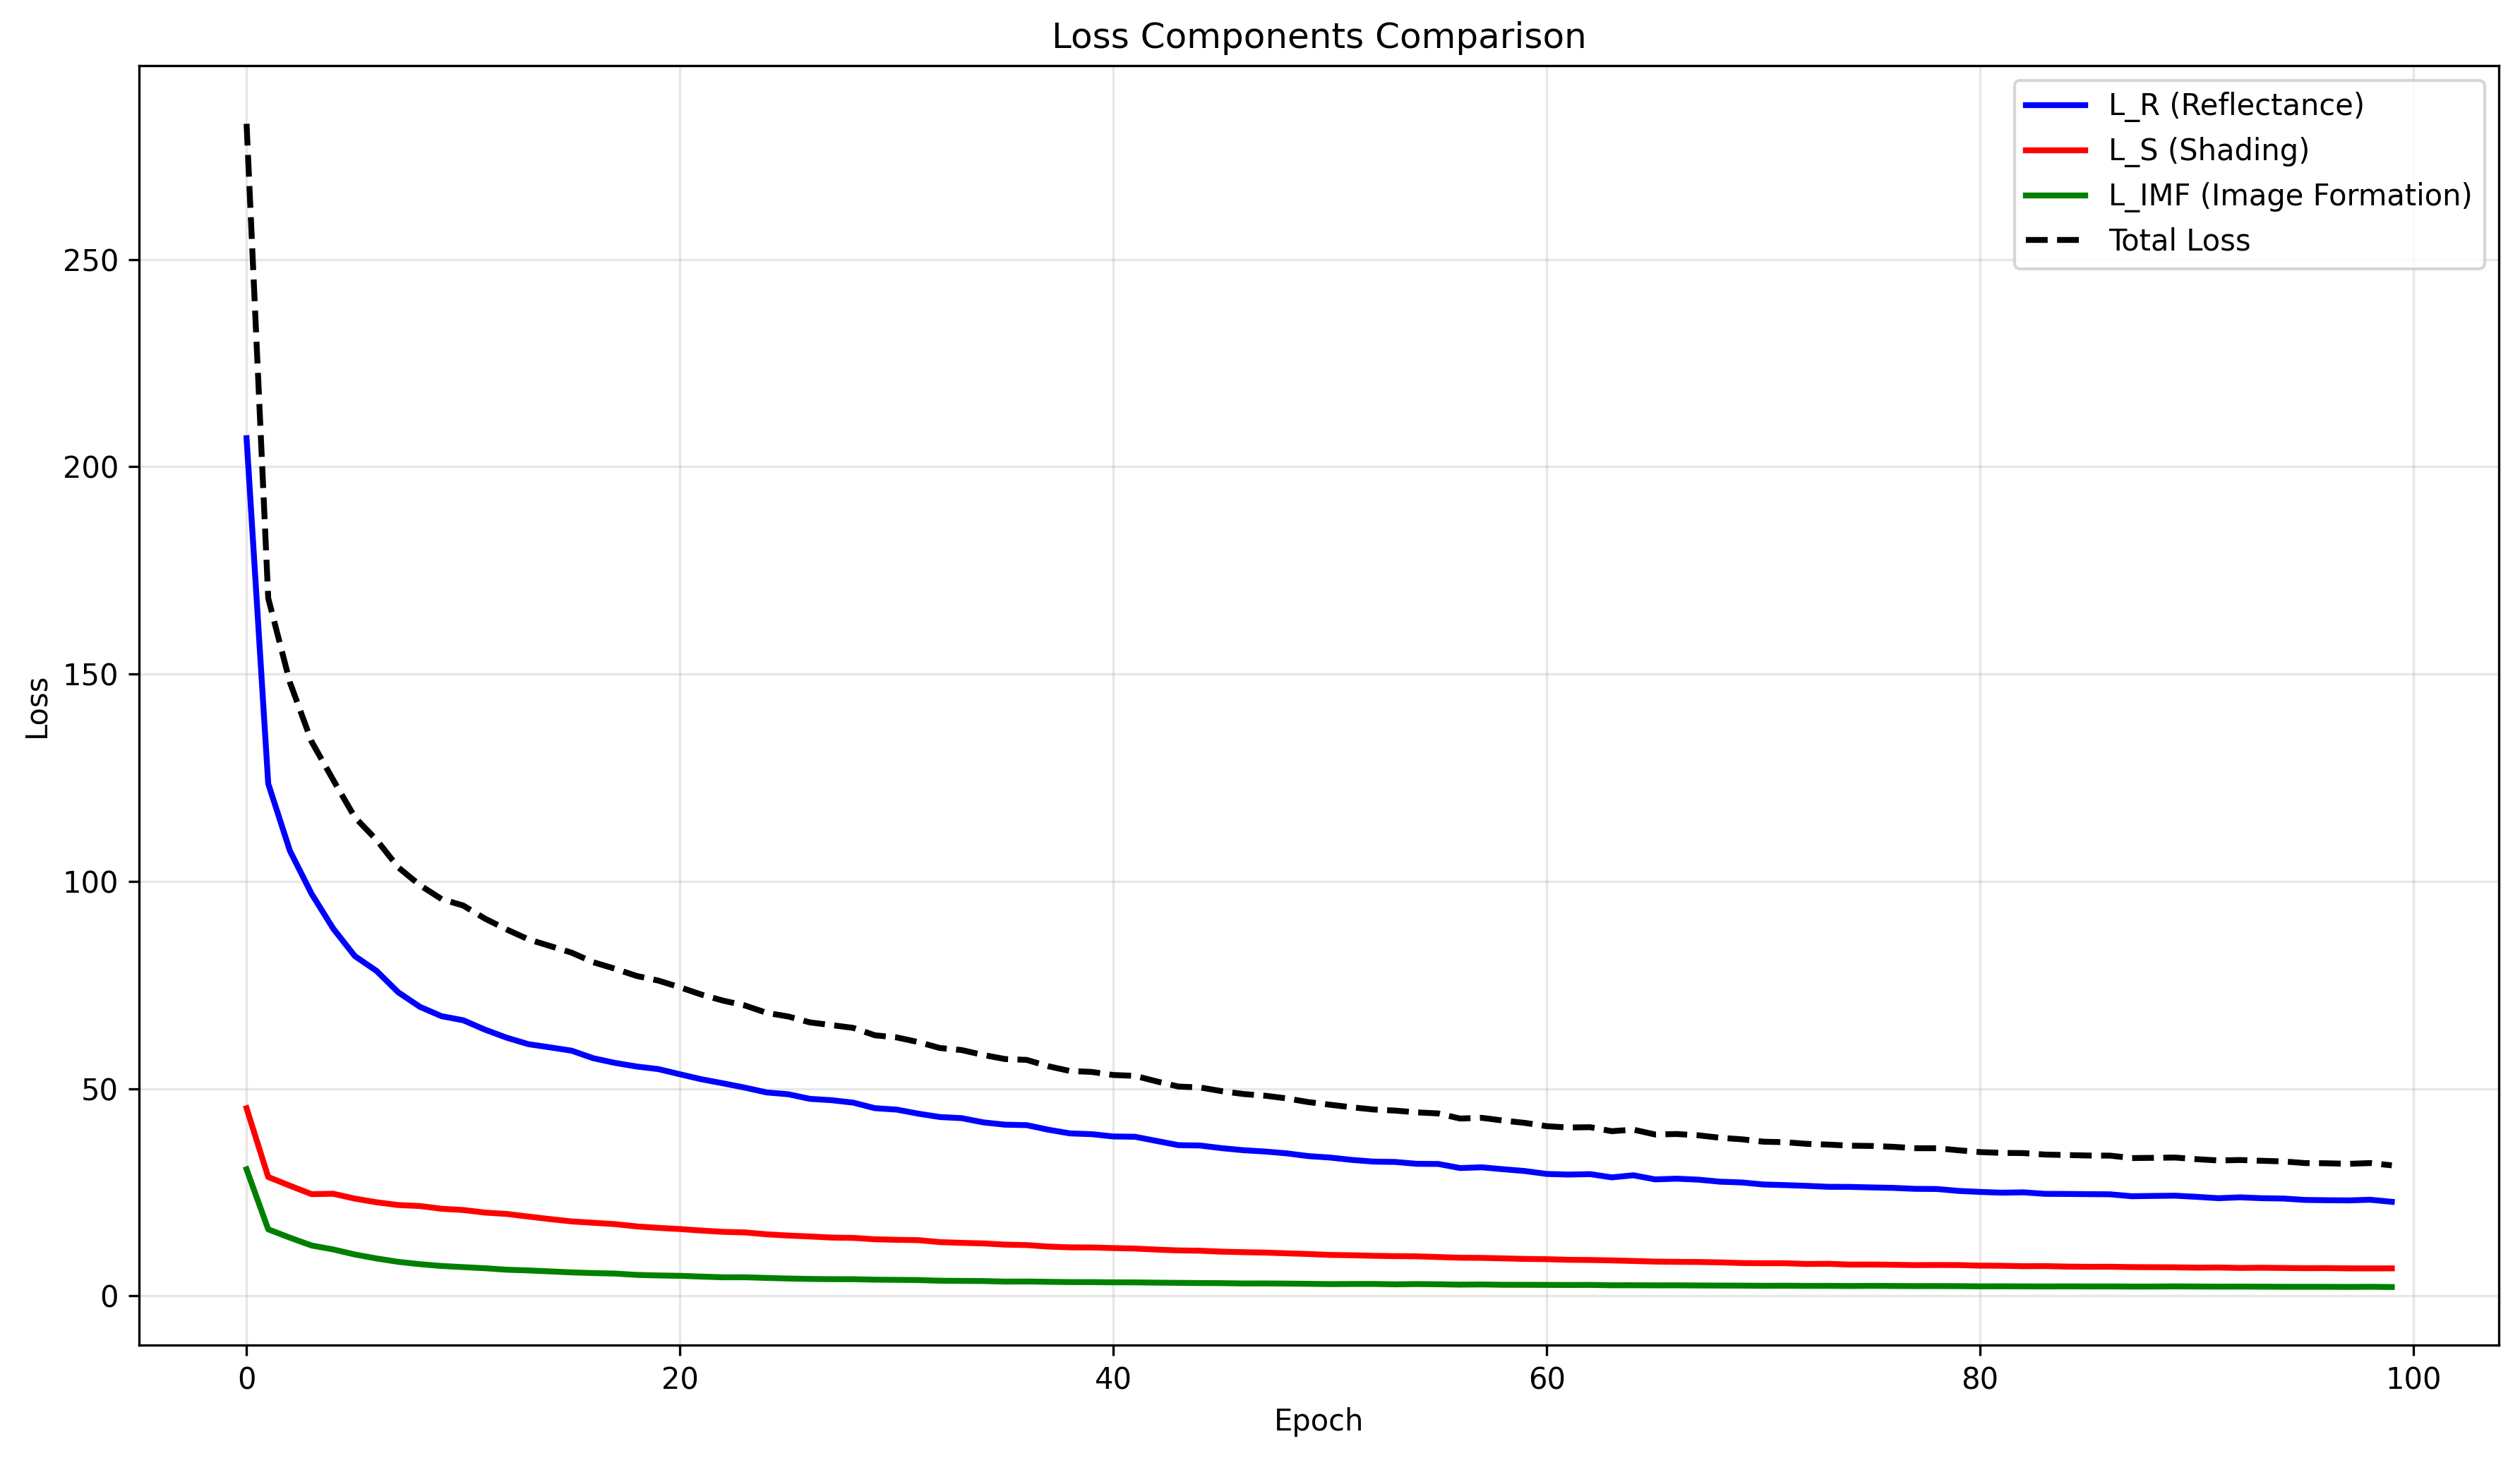 Loss Components Comparison
L_R (Reflectance)
L_S (Shading)
L_IMF (Image Formation)
Total Loss
Loss
250
200
150
100
50
0
0 20 40 60 80 100
Epoch